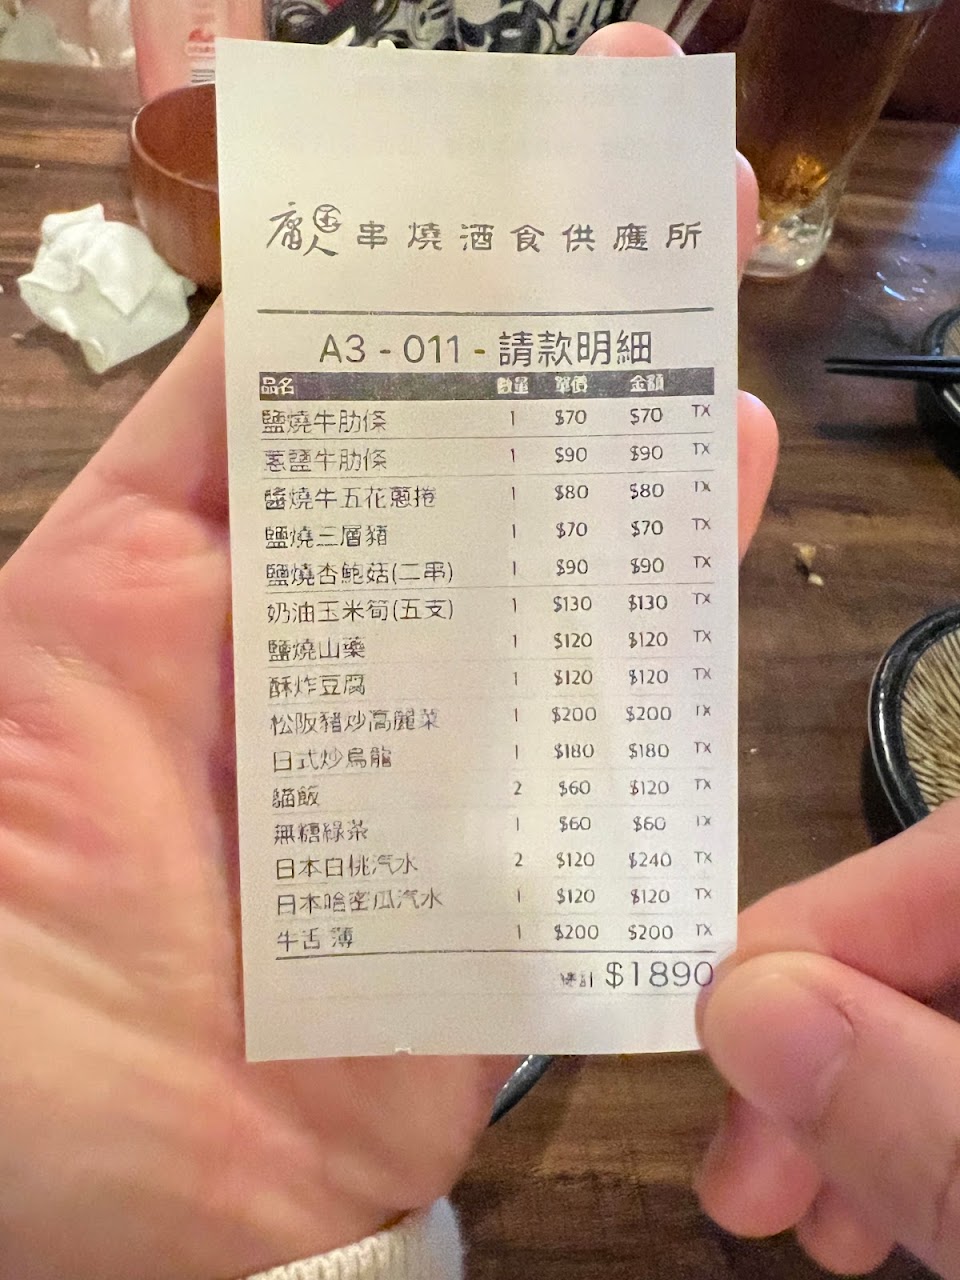 串燒酒食供應所
A3 - 011 - 請款明細
品名 數量 單價 金額
鹽燒牛肋條 1 $70 $70 TX
蔥鹽牛肋條 1 $90 $90 TX
醬燒牛五花蔥捲 1 $80 $80 TX
鹽燒三層豬 1 $70 $70 TX
鹽燒杏鮑菇(二串) 1 $90 $90 TX
奶油玉米筍(五支) 1 $130 $130 TX
鹽燒山藥 1 $120 $120 TX
酥炸豆腐 1 $120 $120 TX
松阪豬炒高麗菜 1 $200 $200 TX
日式炒烏龍 1 $180 $180 TX
貓飯 2 $60 $120 TX
無糖綠茶 1 $60 $60 TX
日本白桃汽水 2 $120 $240 TX
日本哈密瓜汽水 1 $120 $120 TX
牛舌 薄 1 $200 $200 TX
總計 $1890